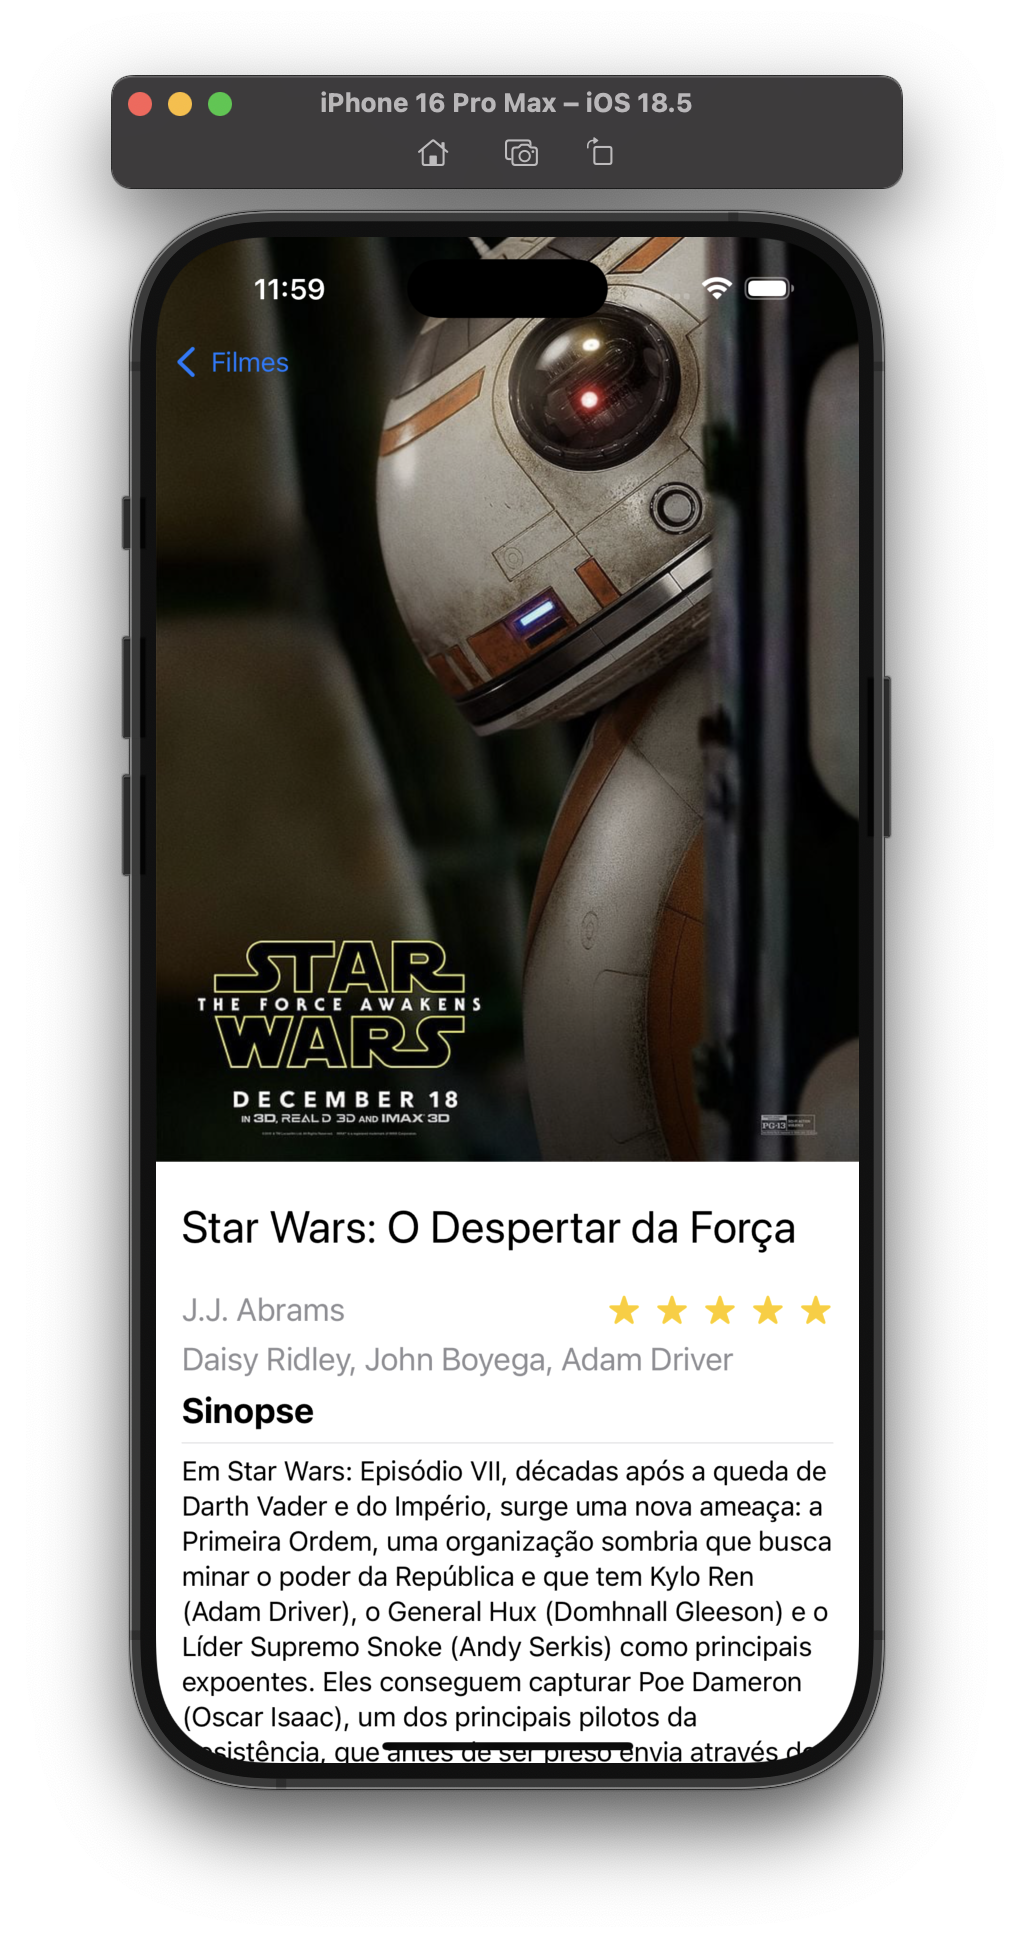 iPhone 16 Pro Max – iOS 18.5
11:59
Filmes
STAR
THE FORCE AWAKENS
WARS
DECEMBER 18
IN 3D, REAL D 3D AND IMAX 3D
PG-13
Star Wars: O Despertar da Força
J.J. Abrams
Daisy Ridley, John Boyega, Adam Driver
Sinopse
Em Star Wars: Episódio VII, décadas após a queda de
Darth Vader e do Império, surge uma nova ameaça: a
Primeira Ordem, uma organização sombria que busca
minar o poder da República e que tem Kylo Ren
(Adam Driver), o General Hux (Domhnall Gleeson) e o
Líder Supremo Snoke (Andy Serkis) como principais
expoentes. Eles conseguem capturar Poe Dameron
(Oscar Isaac), um dos principais pilotos da
que antes de ser preso envia através